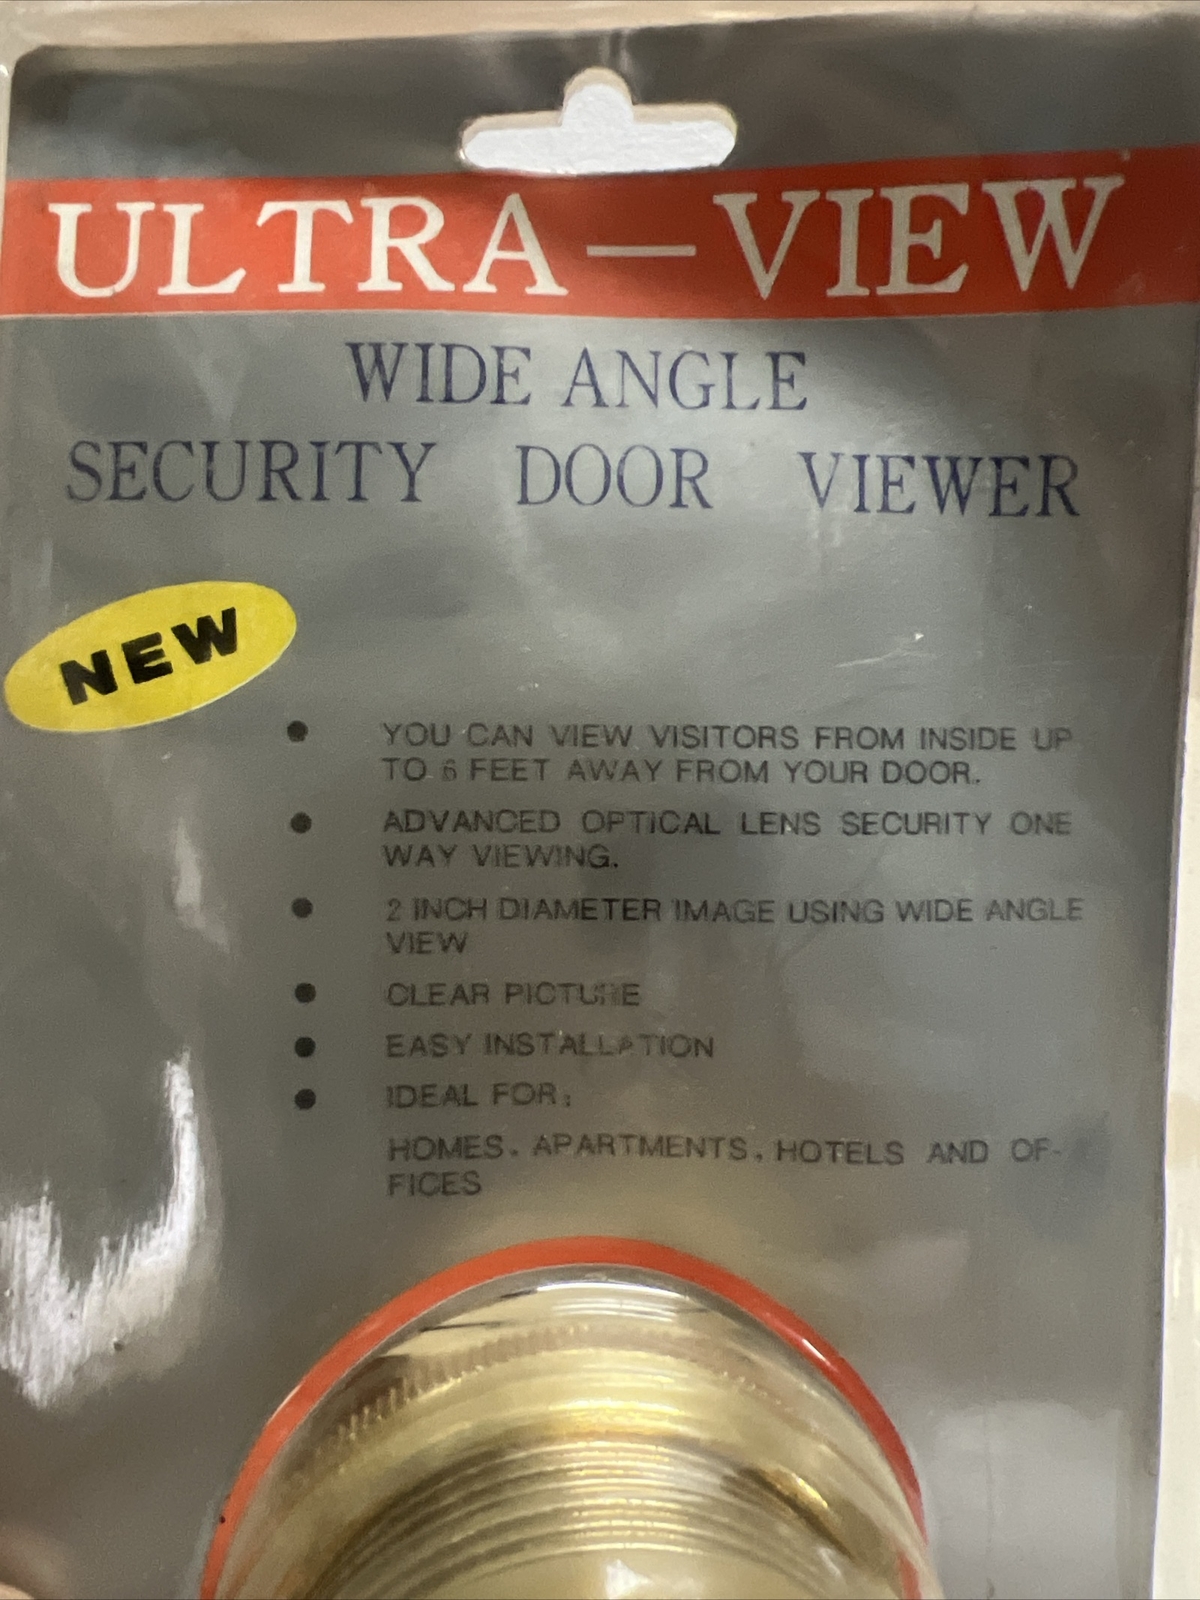 ULTRA—VIEW
WIDE ANGLE
SECURITY DOOR VIEWER
NEW
● YOU CAN VIEW VISITORS FROM INSIDE UP
TO 6 FEET AWAY FROM YOUR DOOR.
● ADVANCED OPTICAL LENS SECURITY ONE
WAY VIEWING.
● 2 INCH DIAMETER IMAGE USING WIDE ANGLE
VIEW
● CLEAR PICTURE
● EASY INSTALLATION
● IDEAL FOR:
HOMES, APARTMENTS, HOTELS AND OF-
FICES